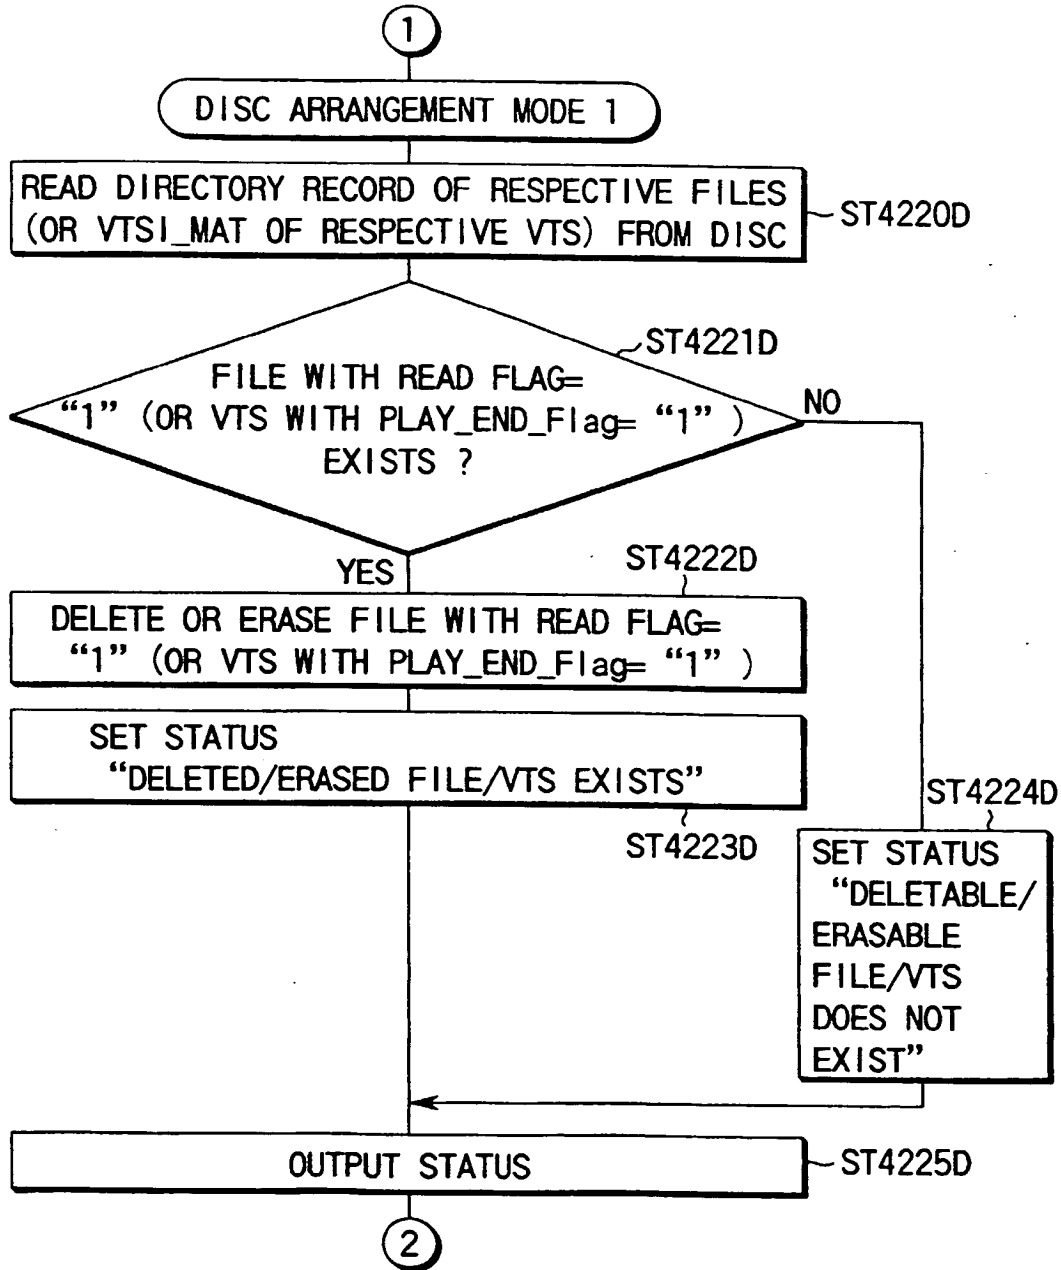 1
DISC ARRANGEMENT MODE 1
READ DIRECTORY RECORD OF RESPECTIVE FILES
(OR VTSI_MAT OF RESPECTIVE VTS) FROM DISC
ST4220D
ST4221D
FILE WITH READ FLAG=
“1” (OR VTS WITH PLAY_END_Flag= “1” )
EXISTS ?
NO
YES
ST4222D
DELETE OR ERASE FILE WITH READ FLAG=
“1” (OR VTS WITH PLAY_END_Flag= “1” )
SET STATUS
“DELETED/ERASED FILE/VTS EXISTS”
ST4223D
ST4224D
SET STATUS
“DELETABLE/
ERASABLE
FILE/VTS
DOES NOT
EXIST”
OUTPUT STATUS
ST4225D
2